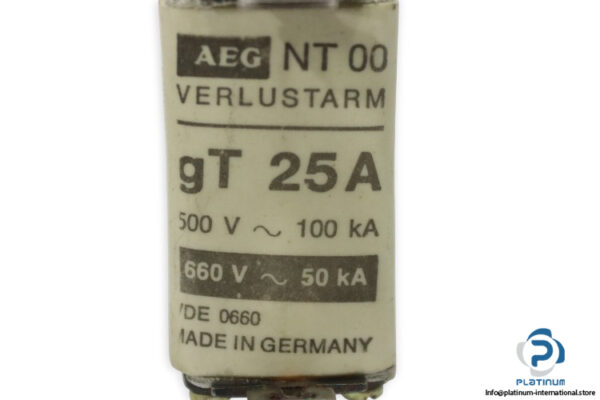 AEG NT 00
VERLUSTARM
gT 25A
500 V ~ 100 kA
660 V ~ 50 kA
VDE 0660
MADE IN GERMANY
PLATINUM
Info@platinum-international.store